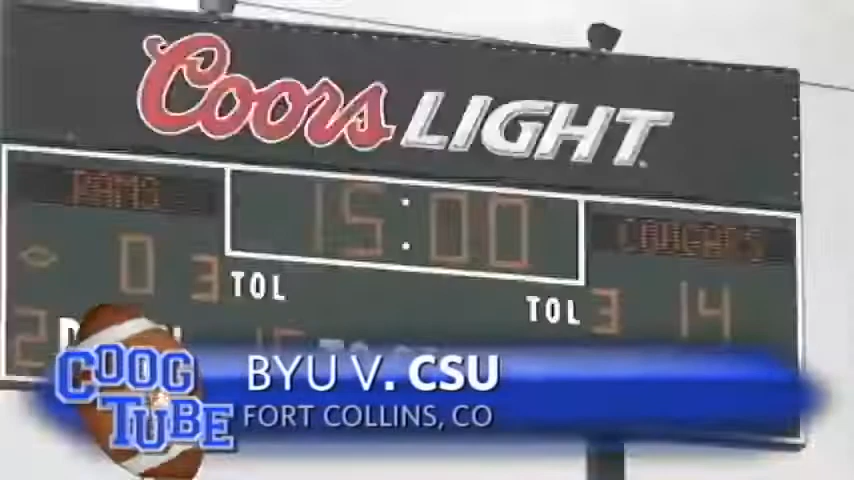 Coors LIGHT
RAMS 15:00 COUGARS
0 3 TOL TOL 3 14
2
BYU V. CSU
COOG TUBE
FORT COLLINS, CO